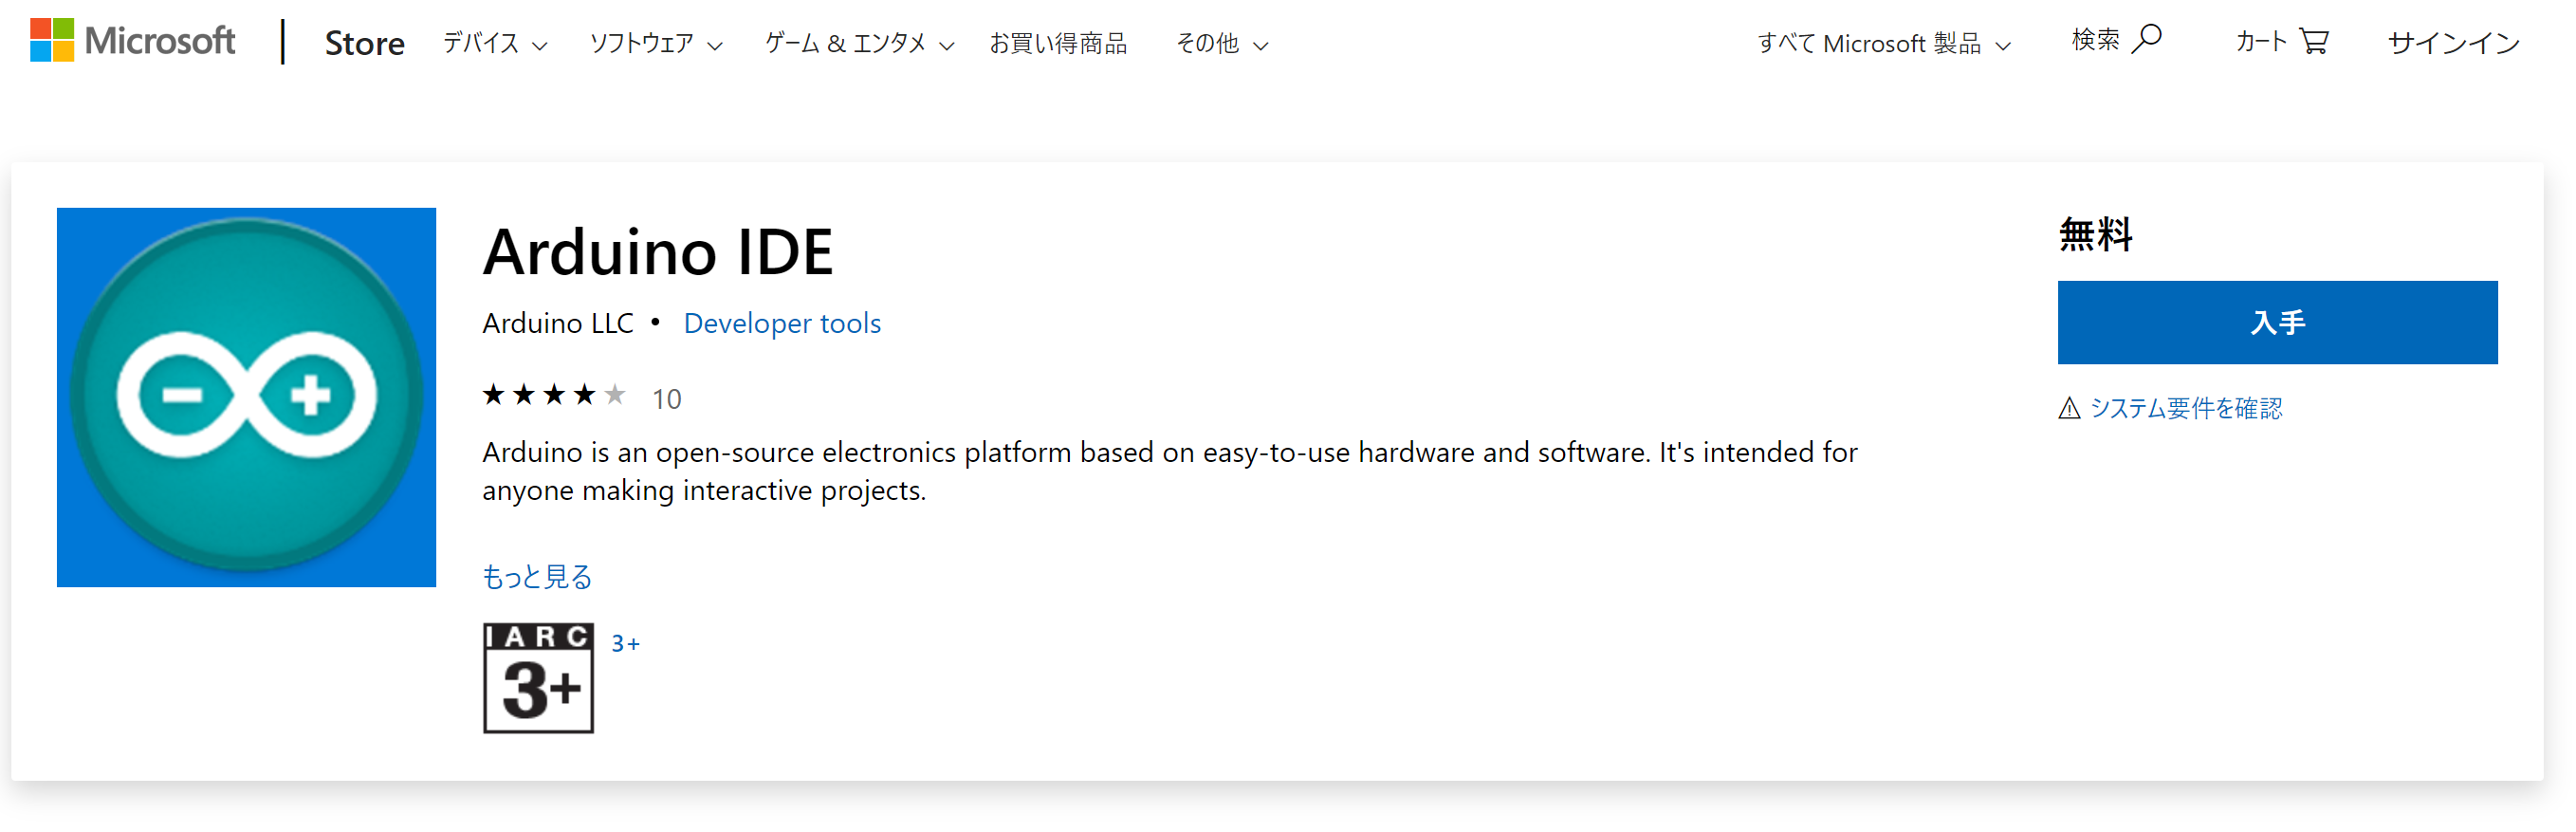 Microsoft Store デバイス ソフトウェア ゲーム & エンタメ お買い得商品 その他 すべて Microsoft 製品 検索 カート サインイン
Arduino IDE
Arduino LLC • Developer tools
10
Arduino is an open-source electronics platform based on easy-to-use hardware and software. It's intended for
anyone making interactive projects.
もっと見る
IARC
3+
3+
無料
入手
システム要件を確認